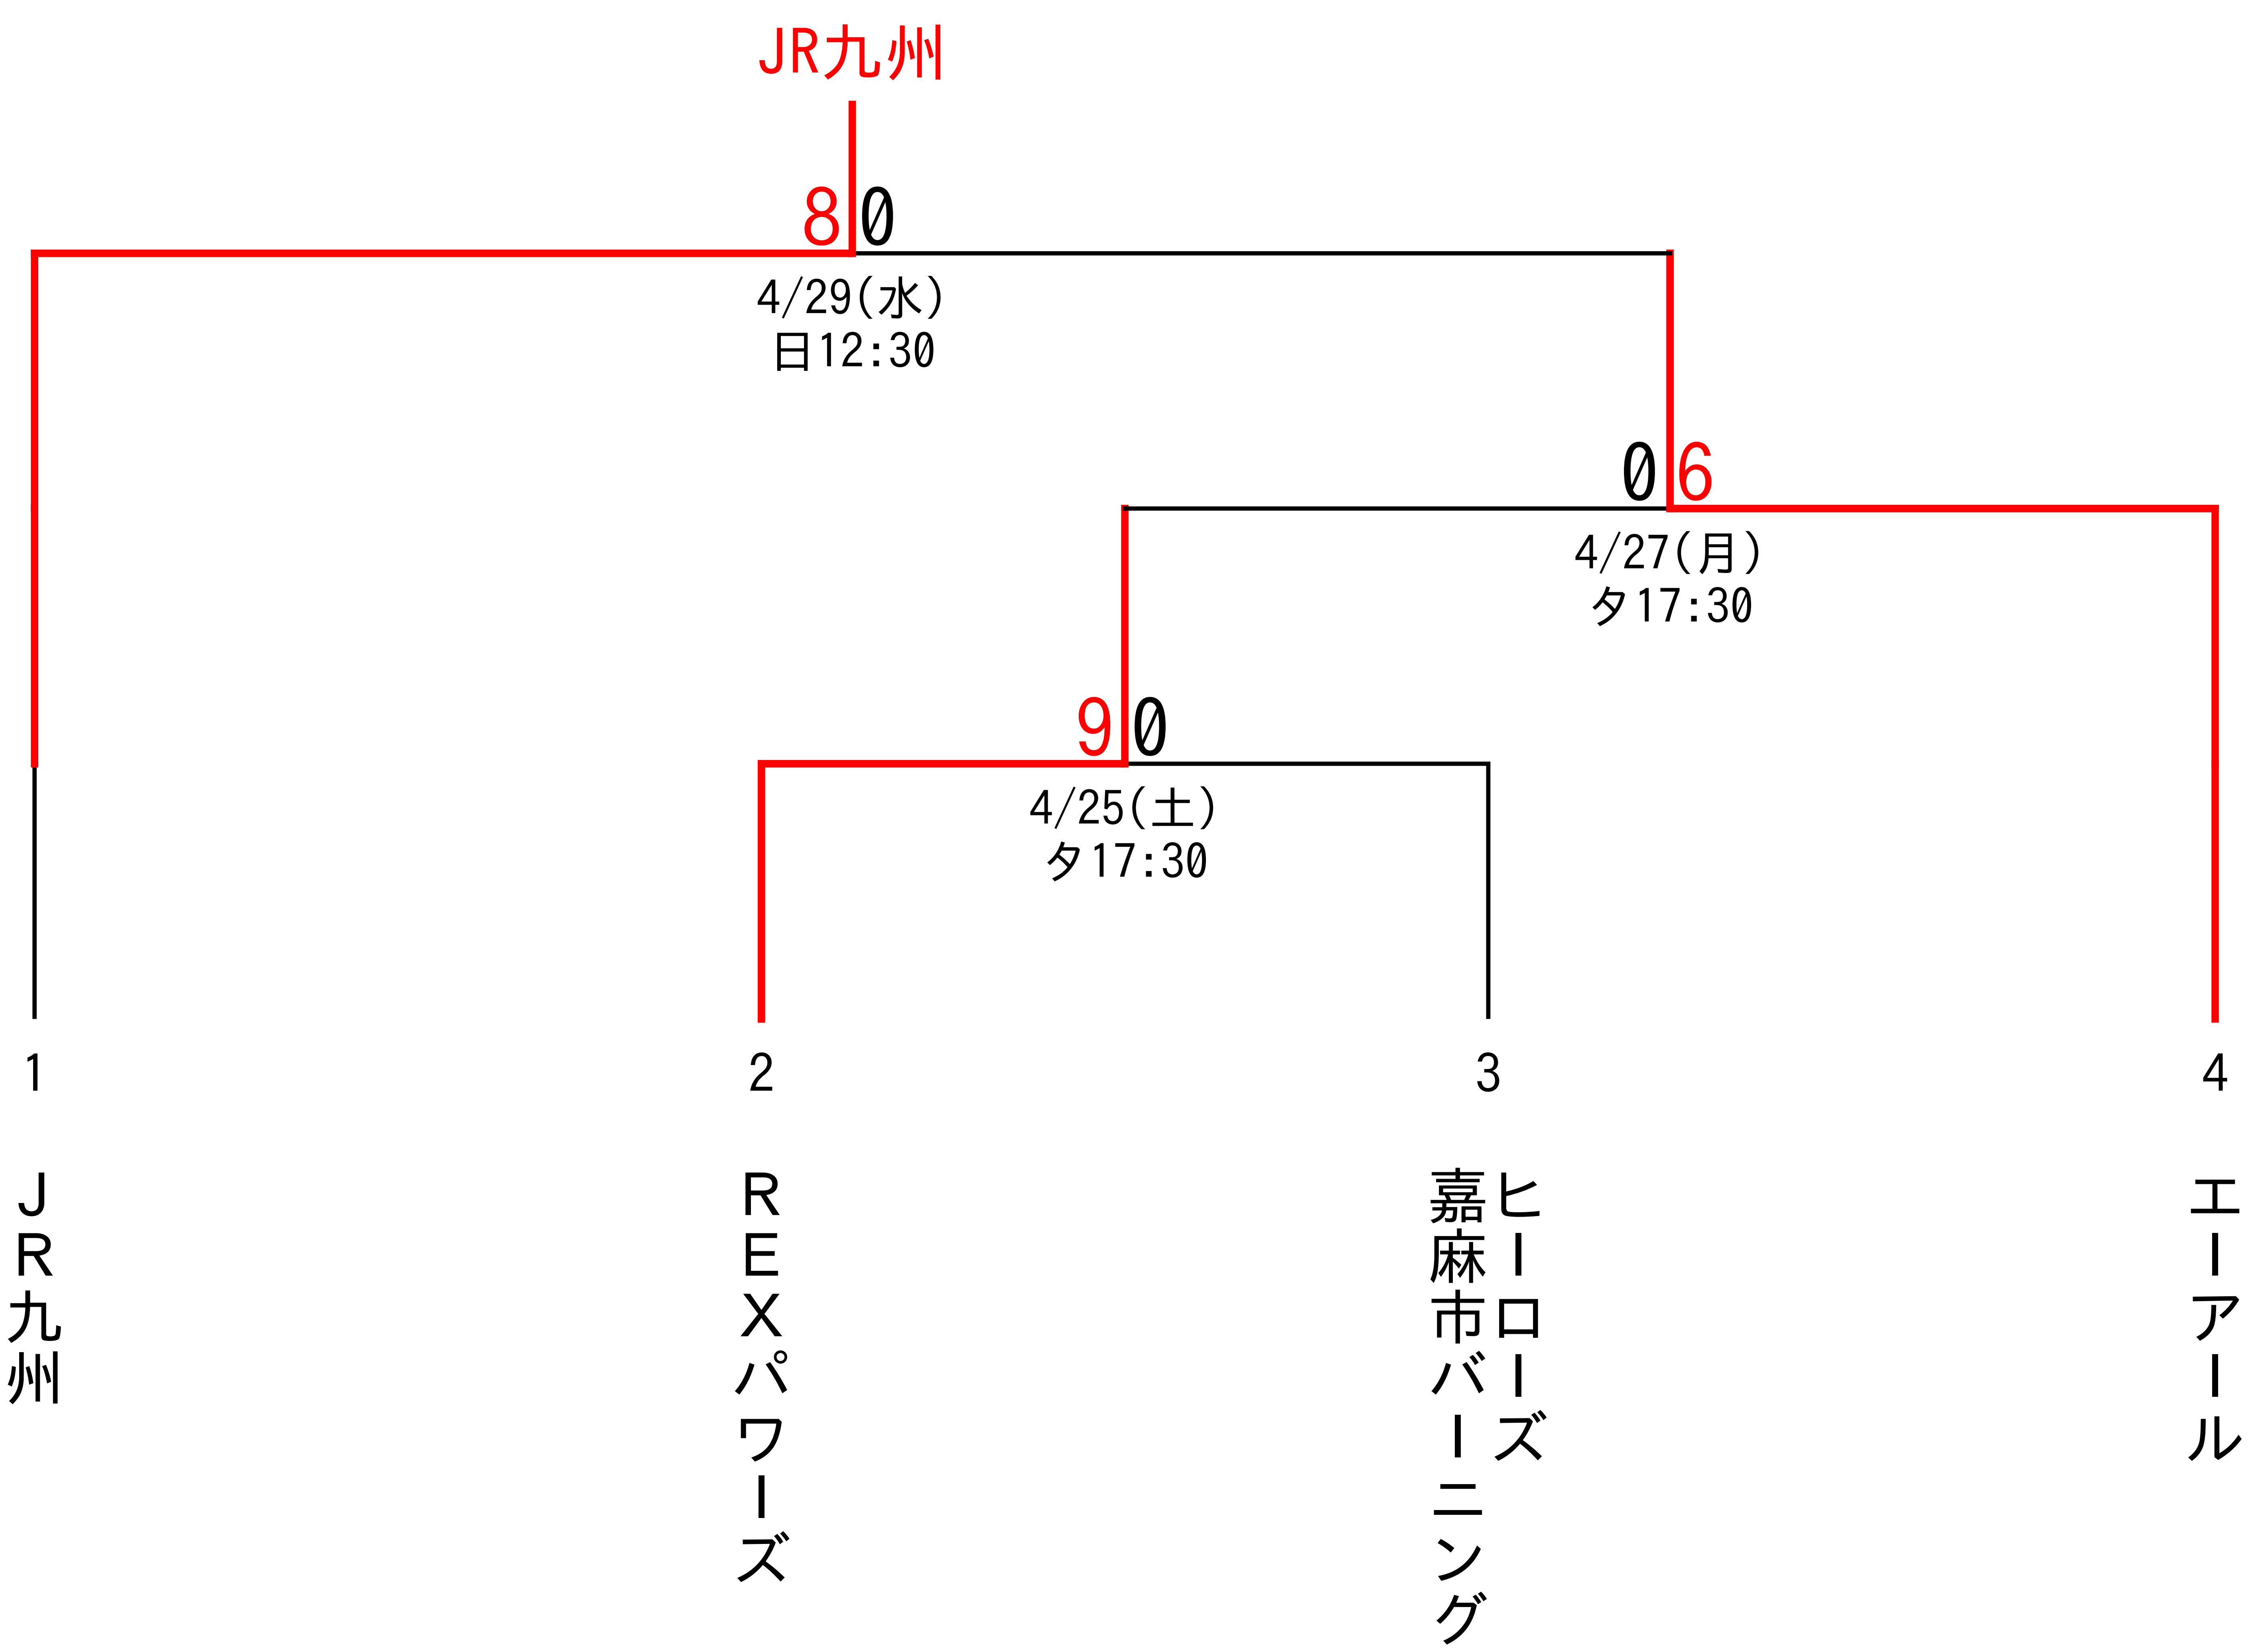 JR九州
8 0
4/29(水)
日12:30
0 6
4/27(月)
夕17:30
9 0
4/25(土)
夕17:30
1 2 3 4
JR九州
REXパワーズ
嘉麻市バーニング
ヒーローズ
エーアール